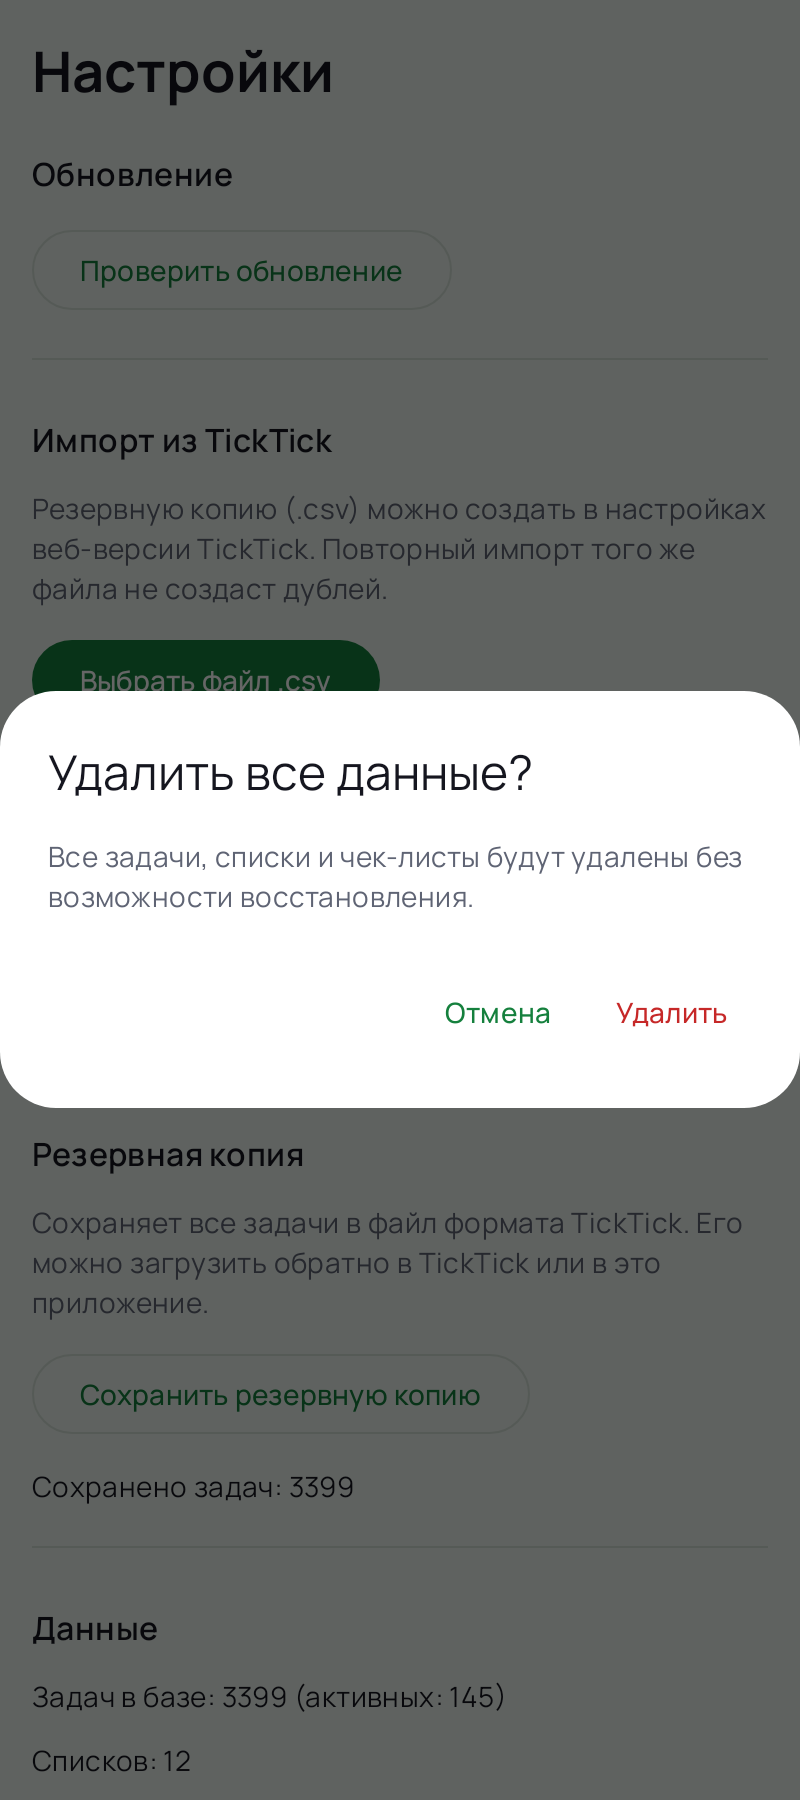 Настройки
Обновление
Проверить обновление
Импорт из TickTick
Резервную копию (.csv) можно создать в настройках
веб-версии TickTick. Повторный импорт того же
файла не создаст дублей.
Выбрать файл .csv
Удалить все данные?
Все задачи, списки и чек-листы будут удалены без
возможности восстановления.
Отмена
Удалить
Резервная копия
Сохраняет все задачи в файл формата TickTick. Его
можно загрузить обратно в TickTick или в это
приложение.
Сохранить резервную копию
Сохранено задач: 3399
Данные
Задач в базе: 3399 (активных: 145)
Списков: 12